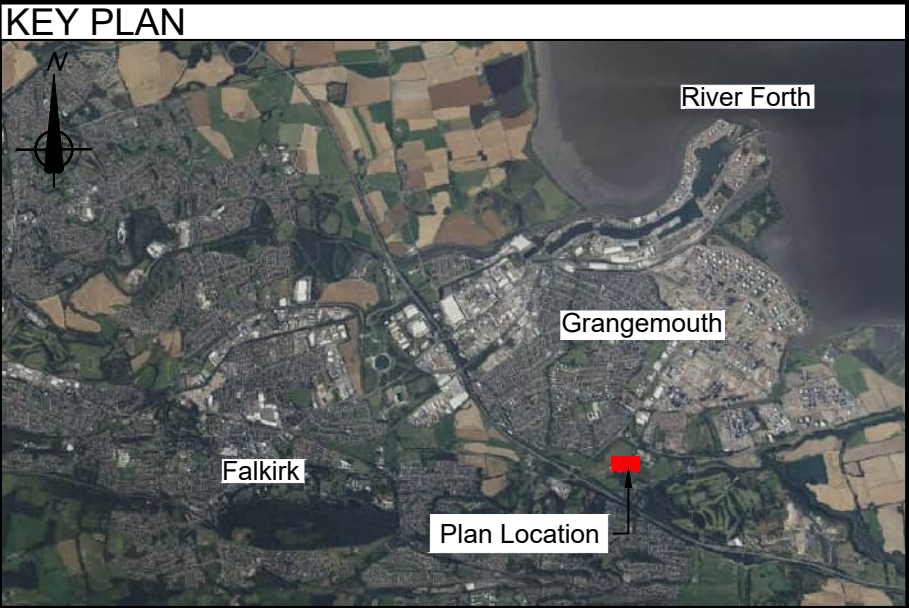 KEY PLAN
N
River Forth
Grangemouth
Falkirk
Plan Location